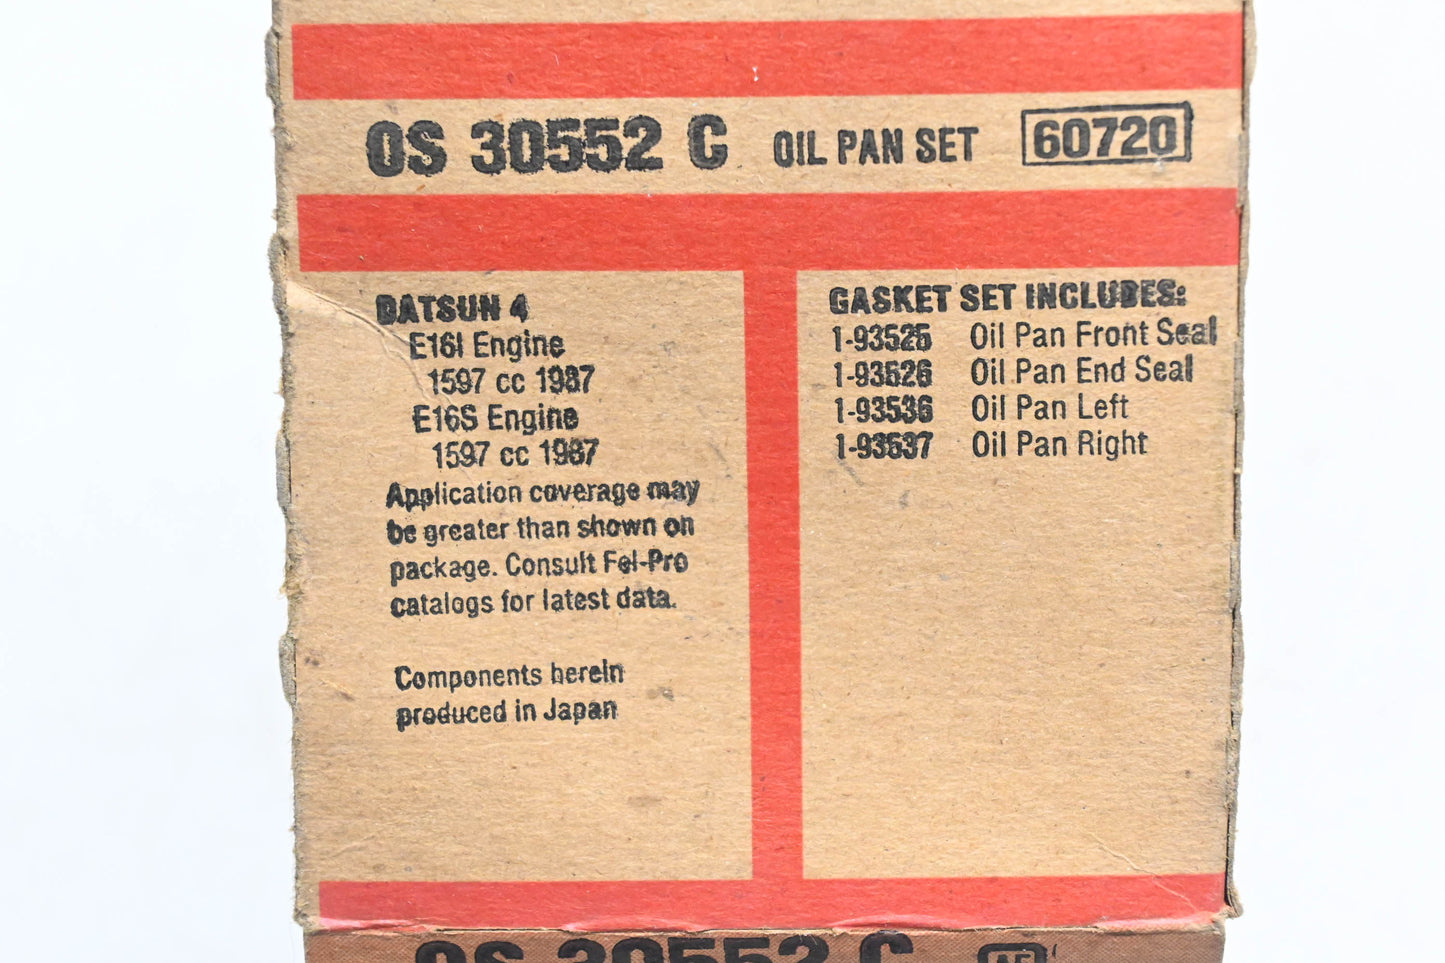 OS 30552 C OIL PAN SET 60720
DATSUN 4
E16I Engine
1597 cc 1987
E16S Engine
1597 cc 1987
Application coverage may
be greater than shown on
package. Consult Fel-Pro
catalogs for latest data.
Components herein
produced in Japan
GASKET SET INCLUDES:
1-93525 Oil Pan Front Seal
1-93526 Oil Pan End Seal
1-93536 Oil Pan Left
1-93537 Oil Pan Right
OS 30552 C